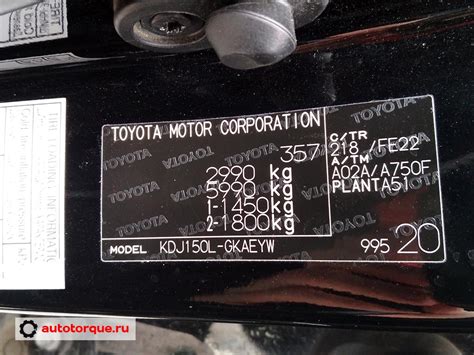 TOYOTA MOTOR CORPORATION
357
C/TR
218 /FE22
A/TM
A02A/A750F
PLANTA51
2990 kg
5990 kg
1-1450kg
2-1800kg
MODEL KDJ150L-GKAEYW 995 20
autotorque.ru